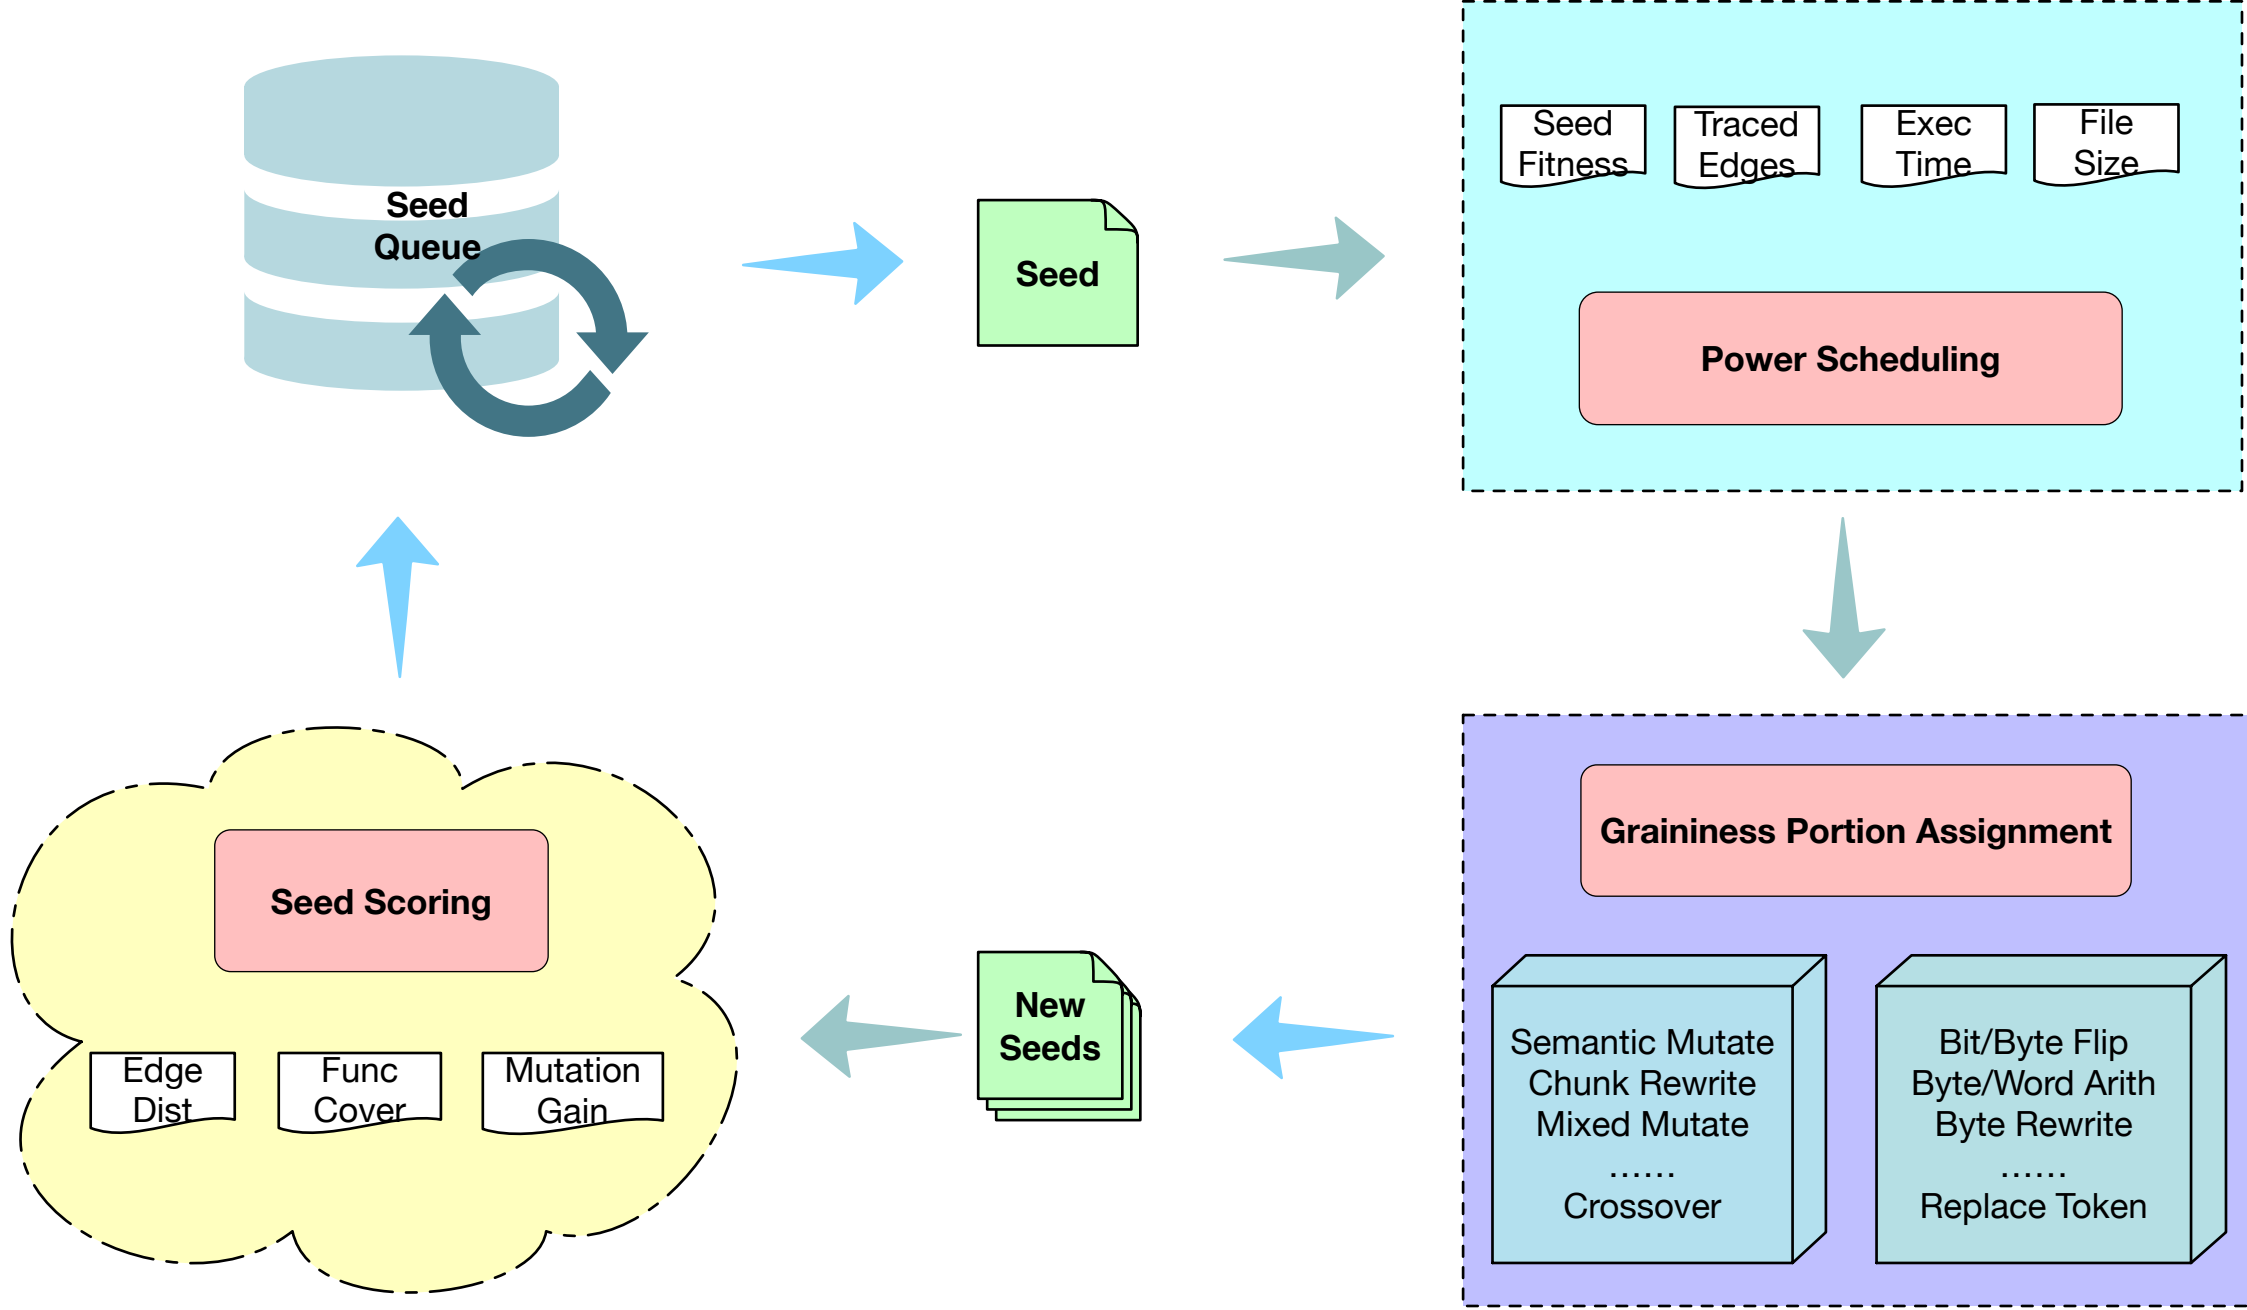 Seed
Queue
Seed
Seed
Fitness
Traced
Edges
Exec
Time
File
Size
Power Scheduling
Graininess Portion Assignment
Semantic Mutate
Chunk Rewrite
Mixed Mutate
......
Crossover
Bit/Byte Flip
Byte/Word Arith
Byte Rewrite
......
Replace Token
New
Seeds
Seed Scoring
Edge
Dist
Func
Cover
Mutation
Gain